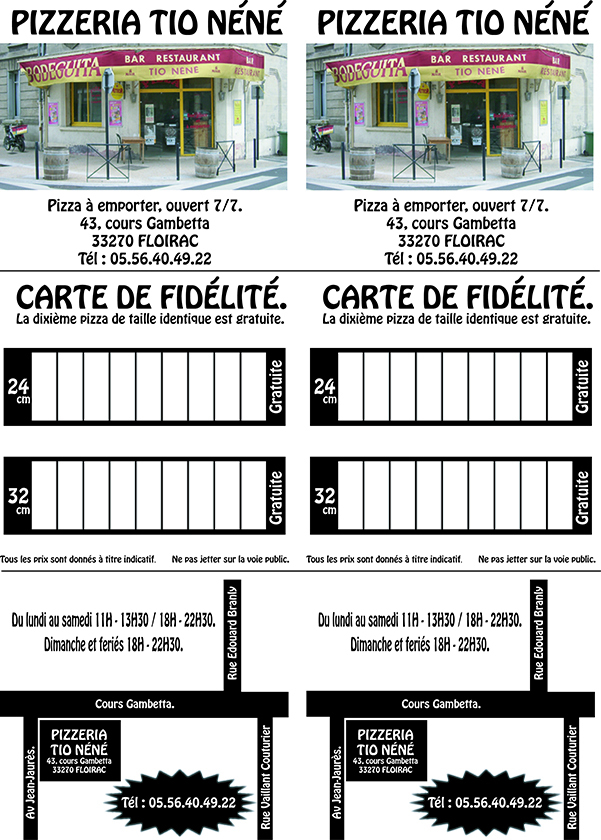 PIZZERIA TIO NÉNÉ
BODEGUITA
BAR RESTAURANT
TIO NENE
RESTAURANT
Pizza à emporter, ouvert 7/7.
43, cours Gambetta
33270 FLOIRAC
Tél : 05.56.40.49.22
CARTE DE FIDÉLITÉ.
La dixième pizza de taille identique est gratuite.
24 cm
Gratuite
32 cm
Gratuite
Tous les prix sont donnés à titre indicatif. Ne pas jetter sur la voie public.
Du lundi au samedi 11H - 13H30 / 18H - 22H30.
Dimanche et feriés 18H - 22H30.
Rue Edouard Branly
Cours Gambetta.
Av Jean-Jaurès.
PIZZERIA
TIO NÉNÉ
43, cours Gambetta
33270 FLOIRAC
Tél : 05.56.40.49.22
Rue Vaillant Couturier
PIZZERIA TIO NÉNÉ
BODEGUITA
BAR RESTAURANT
TIO NENE
RESTAURANT
Pizza à emporter, ouvert 7/7.
43, cours Gambetta
33270 FLOIRAC
Tél : 05.56.40.49.22
CARTE DE FIDÉLITÉ.
La dixième pizza de taille identique est gratuite.
24 cm
Gratuite
32 cm
Gratuite
Tous les prix sont donnés à titre indicatif. Ne pas jetter sur la voie public.
Du lundi au samedi 11H - 13H30 / 18H - 22H30.
Dimanche et feriés 18H - 22H30.
Rue Edouard Branly
Cours Gambetta.
Av Jean-Jaurès.
PIZZERIA
TIO NÉNÉ
43, cours Gambetta
33270 FLOIRAC
Tél : 05.56.40.49.22
Rue Vaillant Couturier